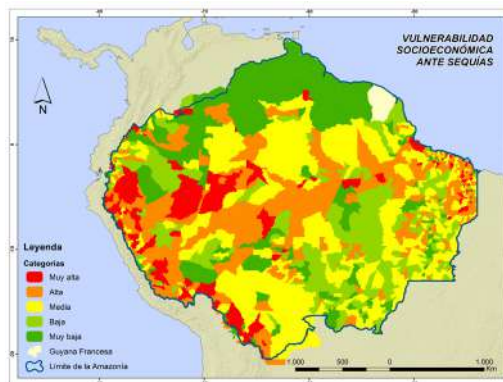 VULNERABILIDAD
SOCIOECONÓMICA
ANTE SEQUÍAS
N
Leyenda
Categorías
Muy alta
Alta
Media
Baja
Muy baja
Guyana Francesa
Límite de la Amazonía
1.000 500 0 1.000
Km